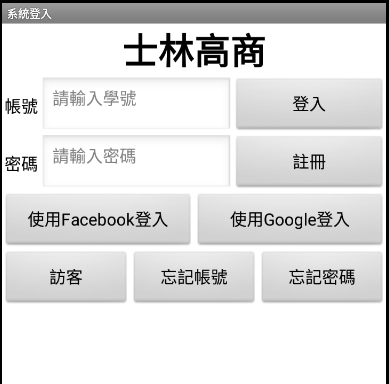 系統登入
士林高商
帳號 請輸入學號 登入
密碼 請輸入密碼 註冊
使用Facebook登入 使用Google登入
訪客 忘記帳號 忘記密碼